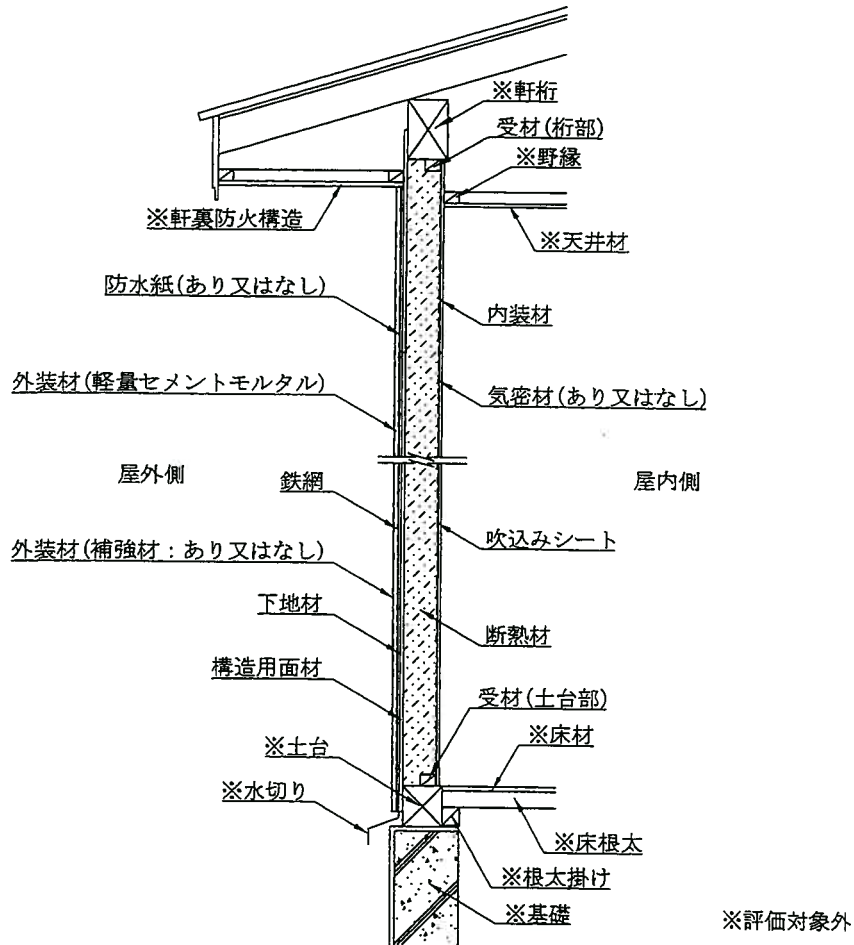 ※軒桁
受材(桁部)
※野縁
※軒裏防火構造
※天井材
防水紙(あり又はなし)
内装材
外装材(軽量セメントモルタル)
気密材(あり又はなし)
屋外側
鉄網
屋内側
外装材(補強材：あり又はなし)
吹込みシート
下地材
断熱材
構造用面材
受材(土台部)
※土台
※床材
※水切り
※床根太
※根太掛け
※基礎
※評価対象外